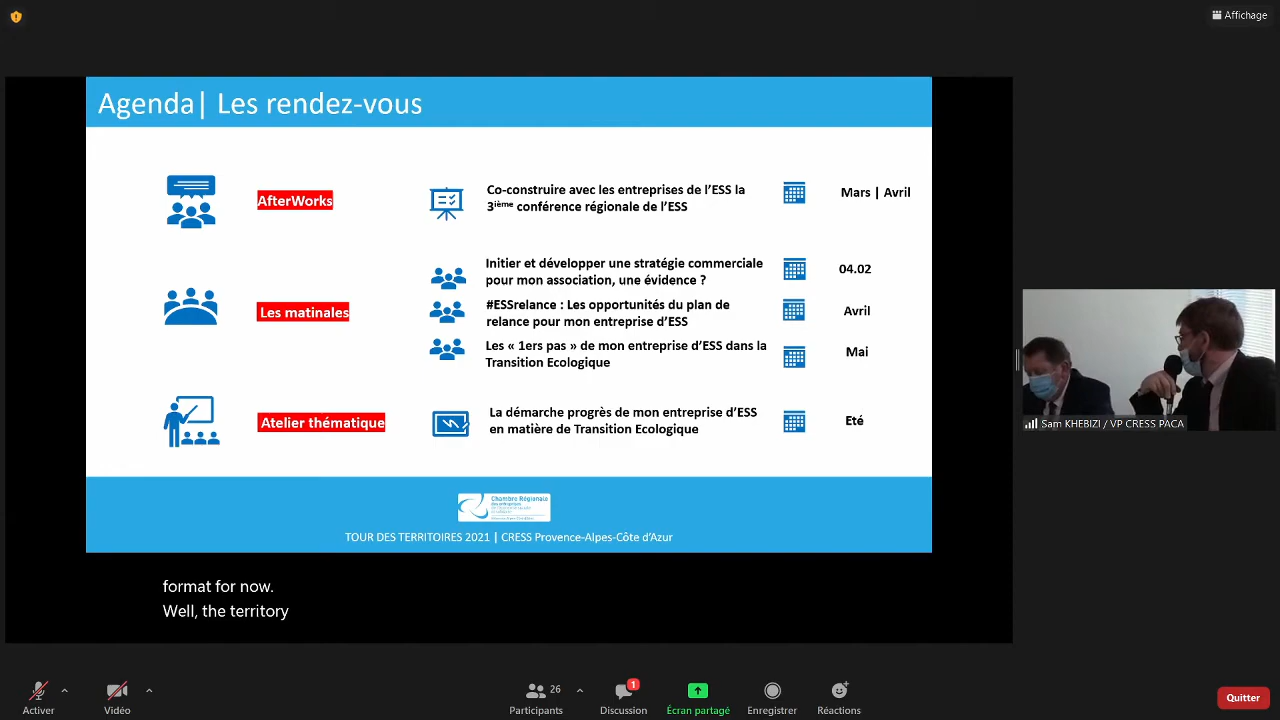 Affichage
Agenda| Les rendez-vous
AfterWorks
Co-construire avec les entreprises de l'ESS la
3ième conférence régionale de l'ESS
Mars | Avril
Les matinales
Initier et développer une stratégie commerciale
pour mon association, une évidence ?
04.02
#ESSrelance : Les opportunités du plan de
relance pour mon entreprise d'ESS
Avril
Les « 1ers pas » de mon entreprise d'ESS dans la
Transition Ecologique
Mai
Atelier thématique
La démarche progrès de mon entreprise d'ESS
en matière de Transition Ecologique
Eté
Chambre Régionale
TOUR DES TERRITOIRES 2021 | CRESS Provence-Alpes-Côte d'Azur
Sam KHEBIZI / VP CRESS PACA
format for now.
Well, the territory
Activer
Vidéo
26
Participants
1
Discussion
Écran partagé
Enregistrer
Réactions
Quitter